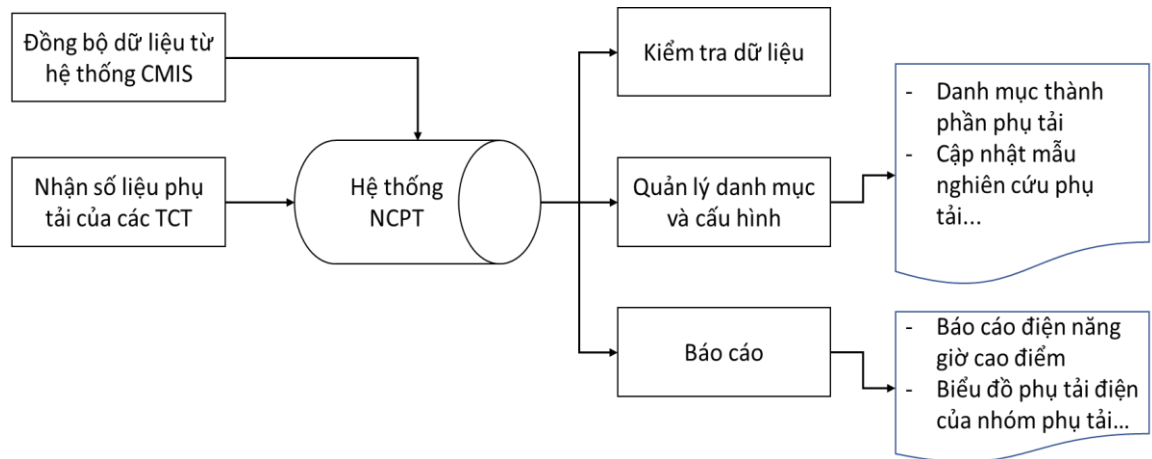 Đồng bộ dữ liệu từ
hệ thống CMIS
Nhận số liệu phụ
tải của các TCT
Hệ thống
NCPT
Kiểm tra dữ liệu
Quản lý danh mục
và cấu hình
Báo cáo
- Danh mục thành
phần phụ tải
- Cập nhật mẫu
nghiên cứu phụ
tải...
- Báo cáo điện năng
giờ cao điểm
- Biểu đồ phụ tải điện
của nhóm phụ tải...